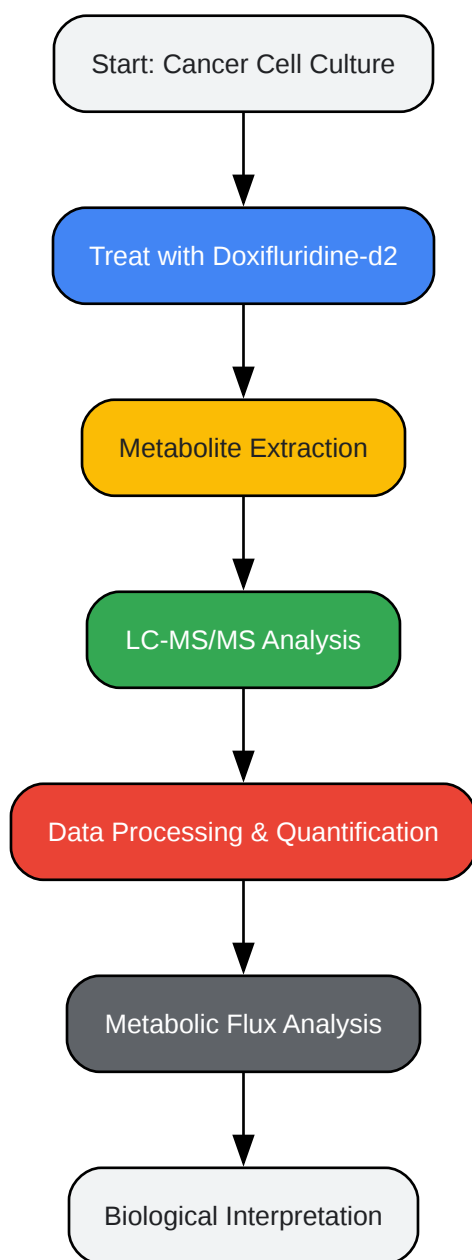 Start: Cancer Cell Culture
Treat with Doxifluridine-d2
Metabolite Extraction
LC-MS/MS Analysis
Data Processing & Quantification
Metabolic Flux Analysis
Biological Interpretation